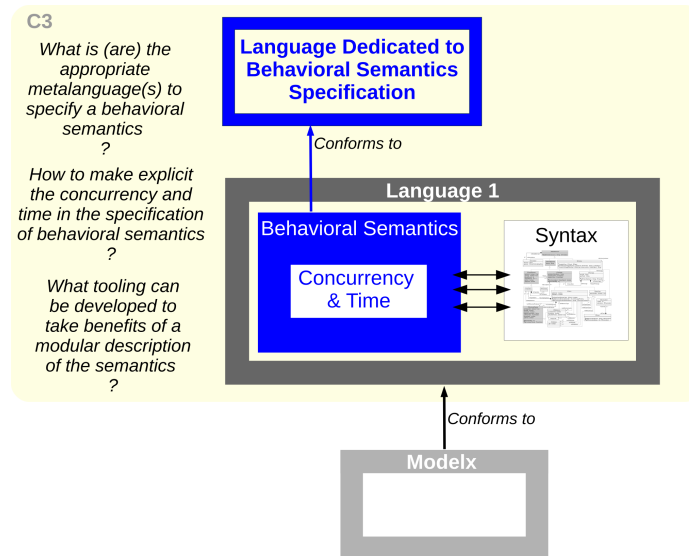 C3
What is (are) the
appropriate
metalanguage(s) to
specify a behavioral
semantics
?
How to make explicit
the concurrency and
time in the specification
of behavioral semantics
?
What tooling can
be developed to
take benefits of a
modular description
of the semantics
?
Language Dedicated to
Behavioral Semantics
Specification
Conforms to
Language 1
Behavioral Semantics
Concurrency
& Time
Syntax
Conforms to
Modelx